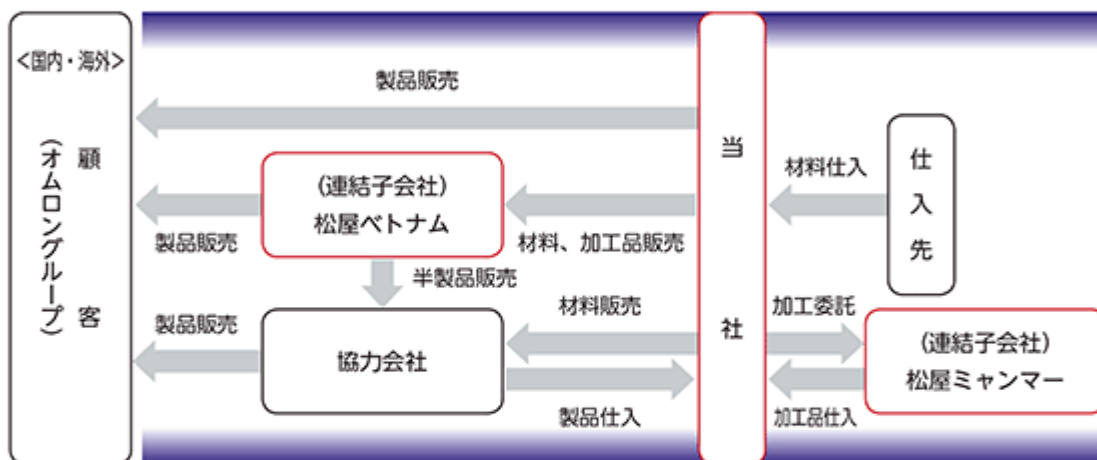 <国内・海外>
顧客
(オムロングループ)
製品販売
(連結子会社)
松屋ベトナム
製品販売
材料、加工品販売
半製品販売
製品販売
協力会社
材料販売
製品仕入
当社
材料仕入
仕入先
加工委託
(連結子会社)
松屋ミャンマー
加工品仕入